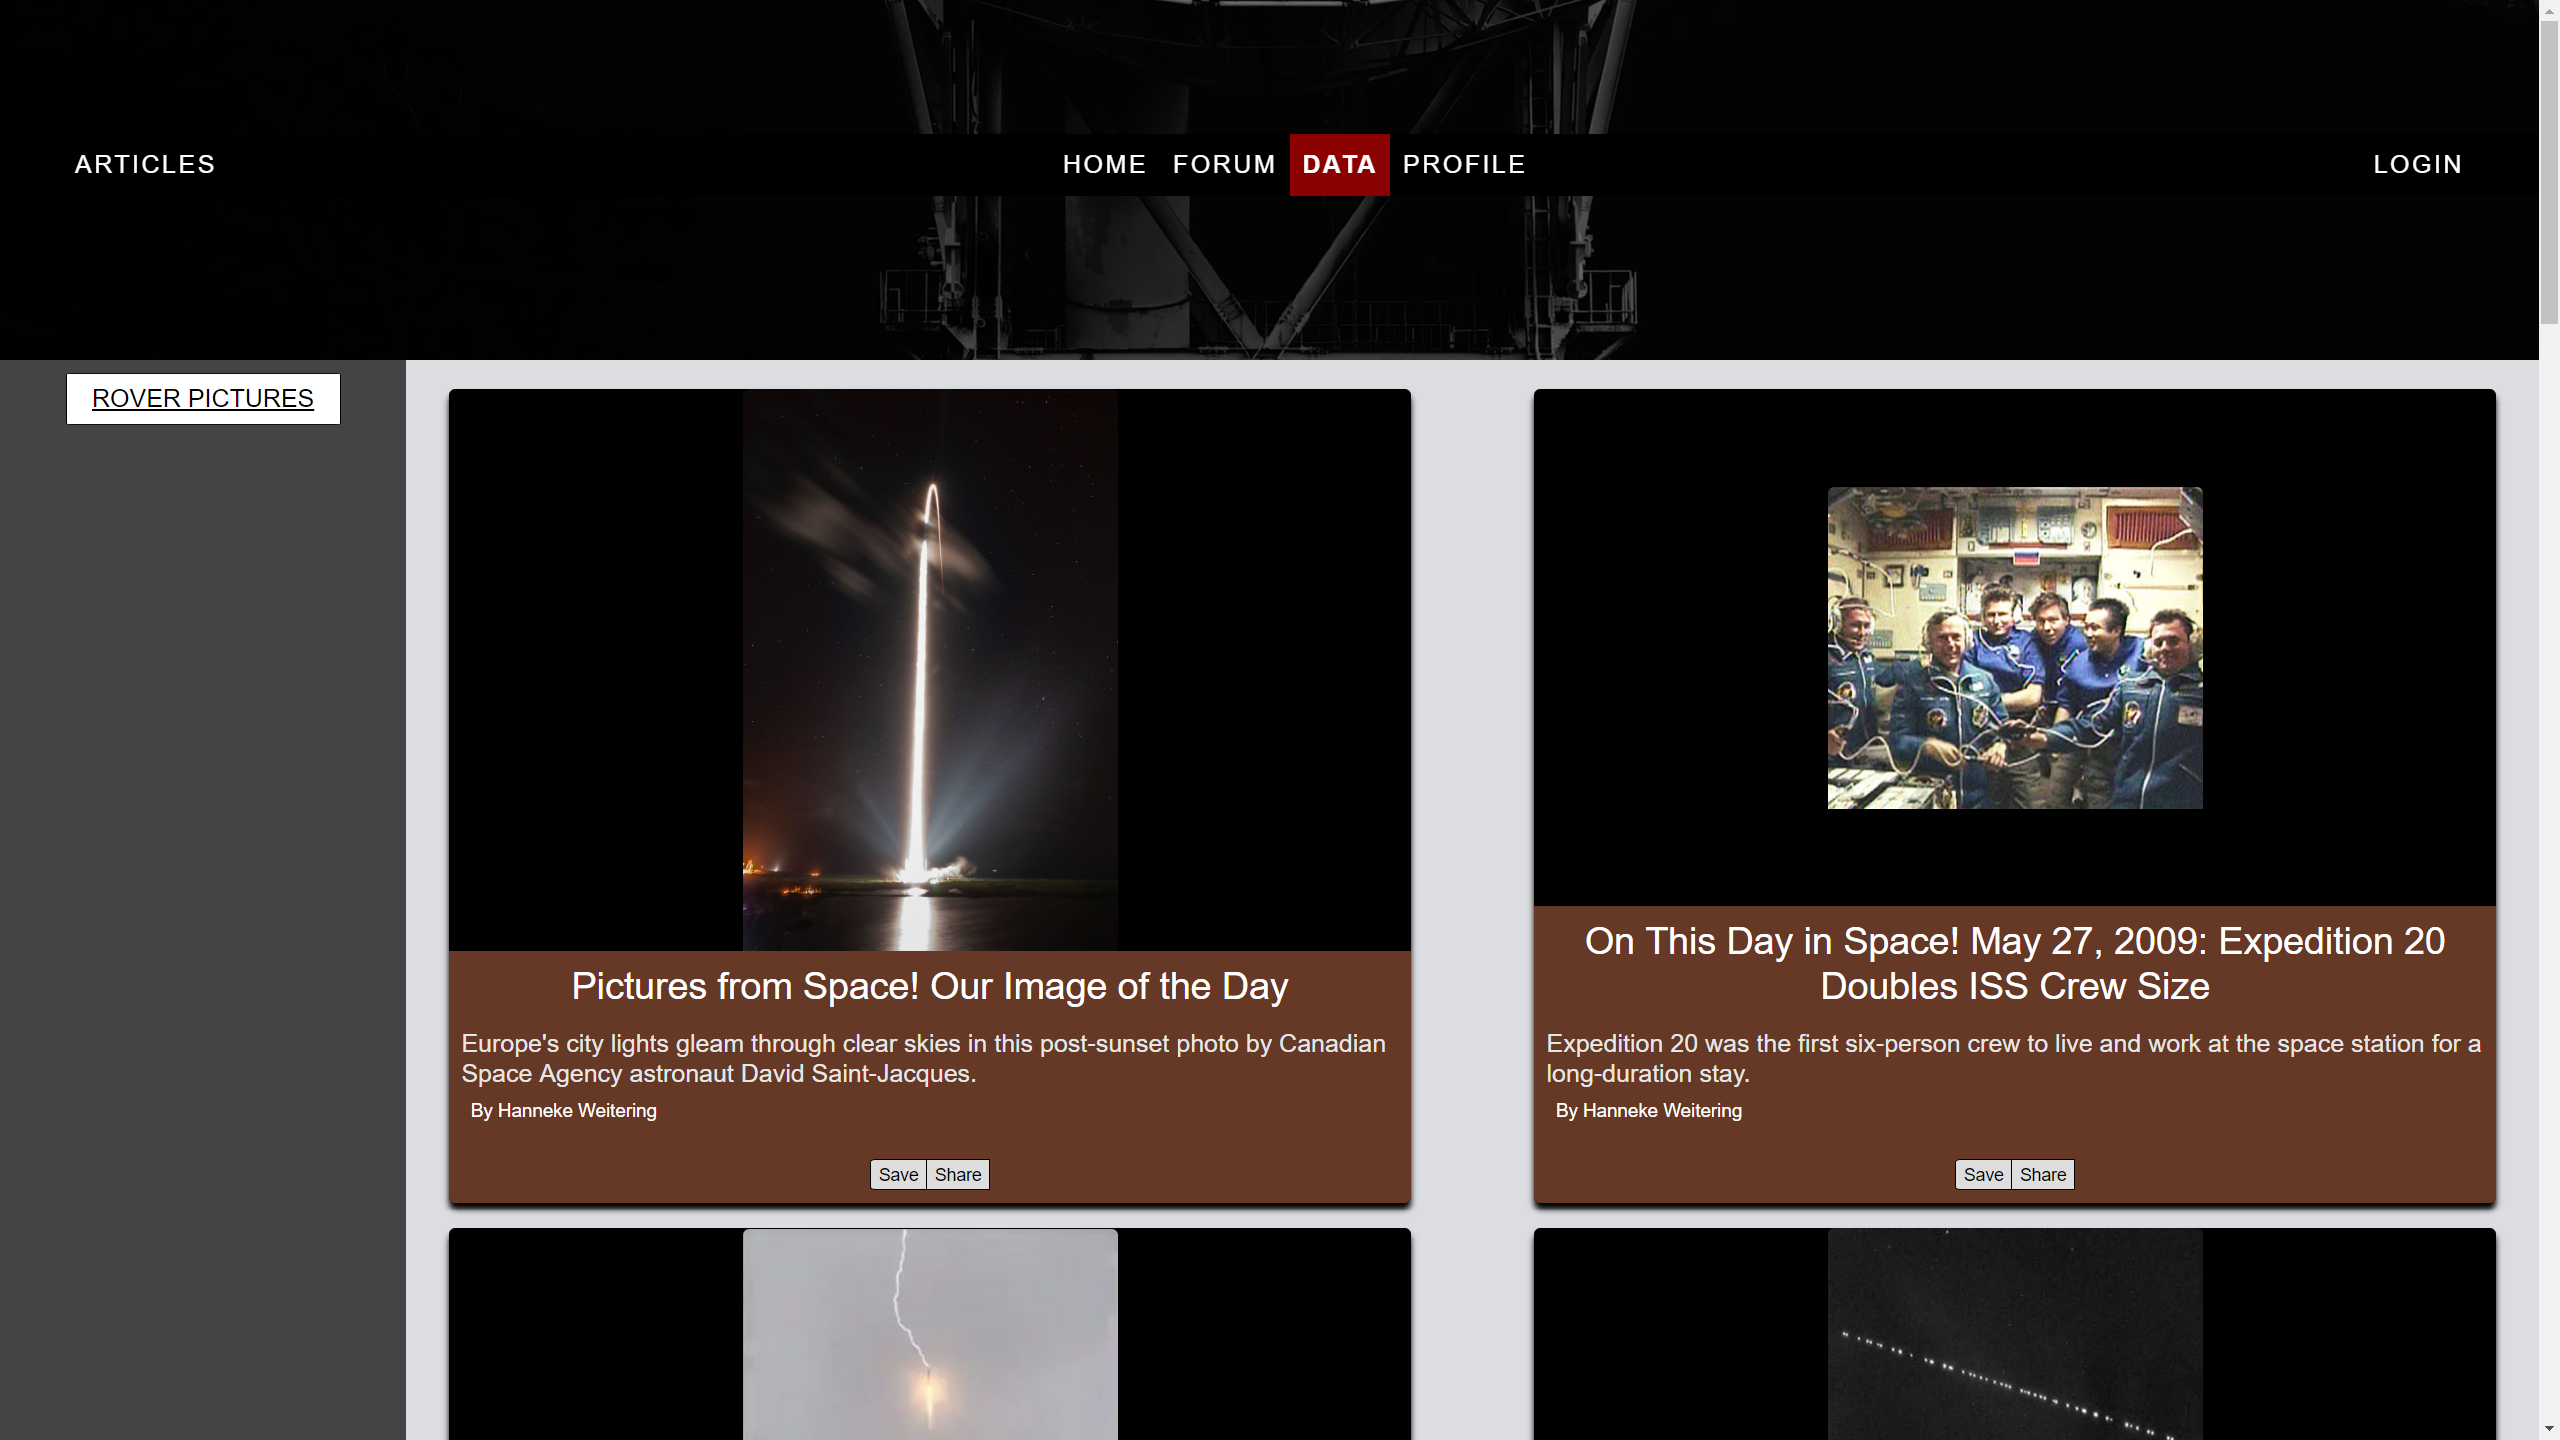 ARTICLES
HOME FORUM DATA PROFILE
LOGIN
ROVER PICTURES
Pictures from Space! Our Image of the Day
Europe's city lights gleam through clear skies in this post-sunset photo by Canadian
Space Agency astronaut David Saint-Jacques.
By Hanneke Weitering
Save Share
On This Day in Space! May 27, 2009: Expedition 20
Doubles ISS Crew Size
Expedition 20 was the first six-person crew to live and work at the space station for a
long-duration stay.
By Hanneke Weitering
Save Share